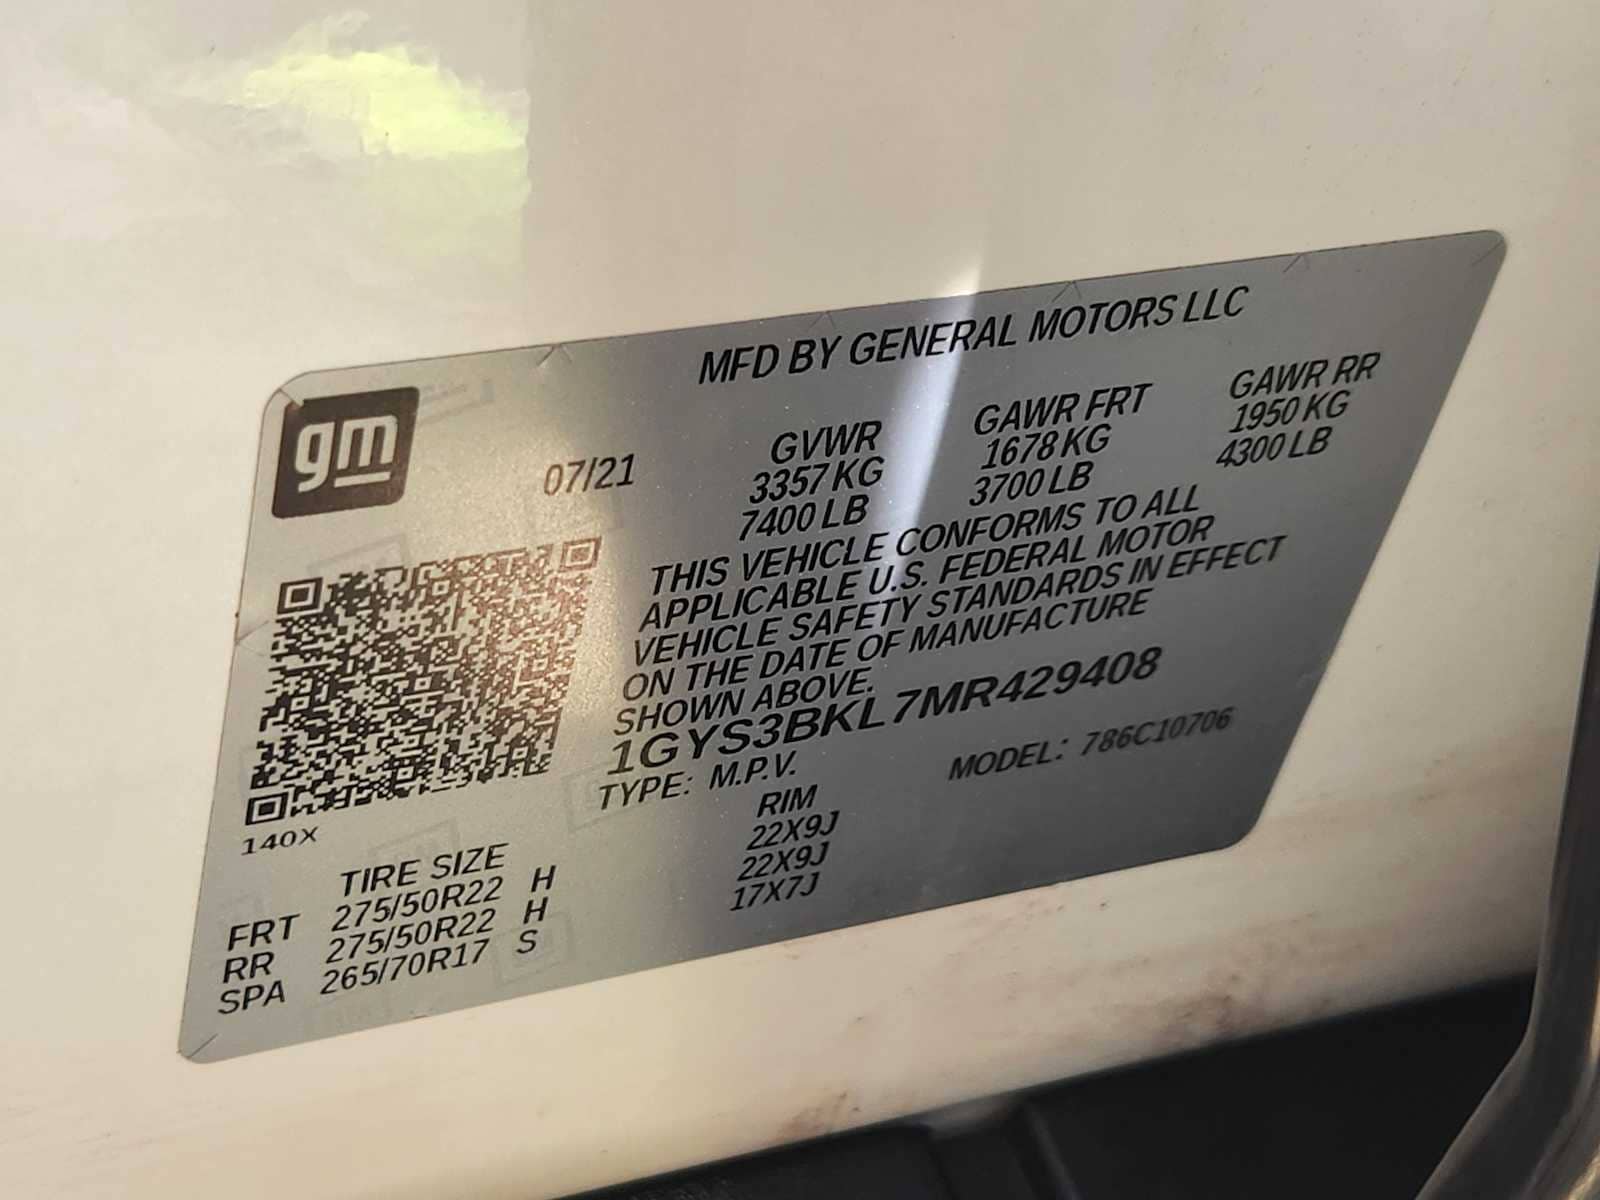 MFD BY GENERAL MOTORS LLC
gm
07/21
GVWR GAWR FRT GAWR RR
3357 KG 1678 KG 1950 KG
7400 LB 3700 LB 4300 LB
THIS VEHICLE CONFORMS TO ALL
APPLICABLE U.S. FEDERAL MOTOR
VEHICLE SAFETY STANDARDS IN EFFECT
ON THE DATE OF MANUFACTURE
SHOWN ABOVE.
1GYS3BKL7MR429408
TYPE: M.P.V. MODEL: 786C10706
140X
TIRE SIZE RIM
FRT 275/50R22 H 22X9J
RR 275/50R22 H 22X9J
SPA 265/70R17 S 17X7J